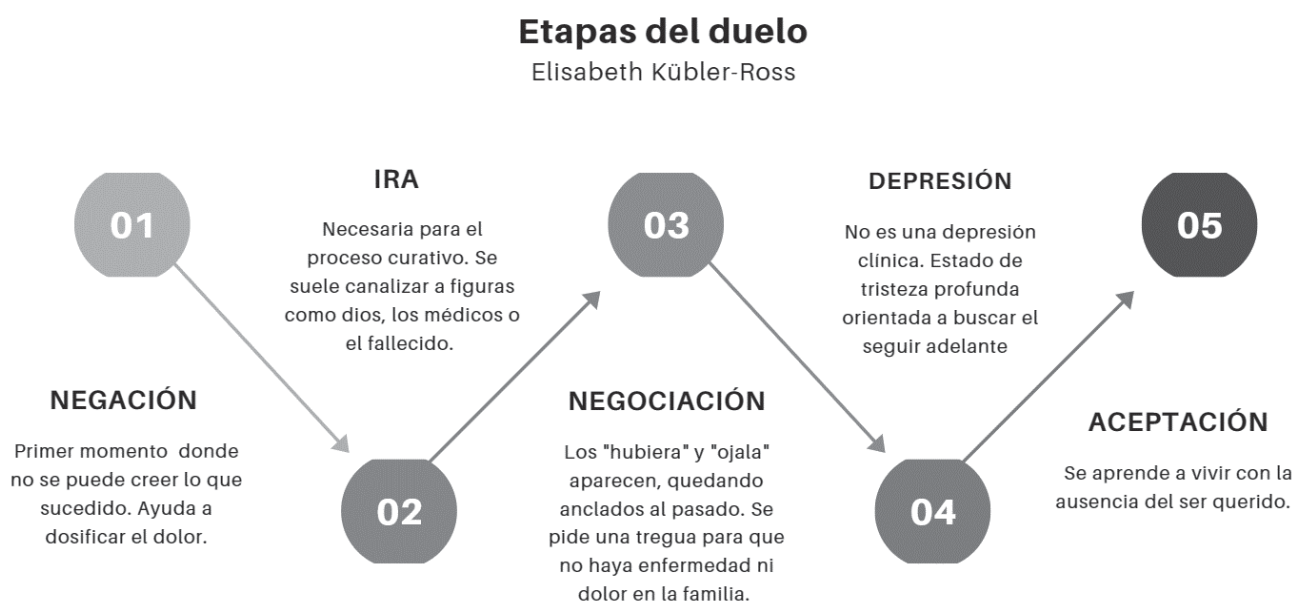 Etapas del duelo
Elisabeth Kübler-Ross
01
NEGACIÓN
Primer momento donde
no se puede creer lo que
sucedido. Ayuda a
dosificar el dolor.
02
IRA
Necesaria para el
proceso curativo. Se
suele canalizar a figuras
como dios, los médicos o
el fallecido.
03
NEGOCIACIÓN
Los "hubiera" y "ojala"
aparecen, quedando
anclados al pasado. Se
pide una tregua para que
no haya enfermedad ni
dolor en la familia.
04
DEPRESIÓN
No es una depresión
clínica. Estado de
tristeza profunda
orientada a buscar el
seguir adelante
05
ACEPTACIÓN
Se aprende a vivir con la
ausencia del ser querido.